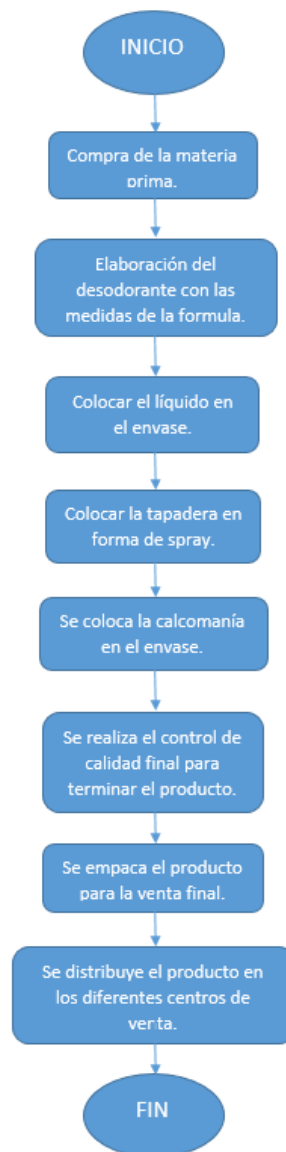 INICIO
Compra de la materia
prima.
Elaboración del
desodorante con las
medidas de la formula.
Colocar el líquido en
el envase.
Colocar la tapadera en
forma de spray.
Se coloca la calcomanía
en el envase.
Se realiza el control de
calidad final para
terminar el producto.
Se empaca el producto
para la venta final.
Se distribuye el producto en
los diferentes centros de
venta.
FIN